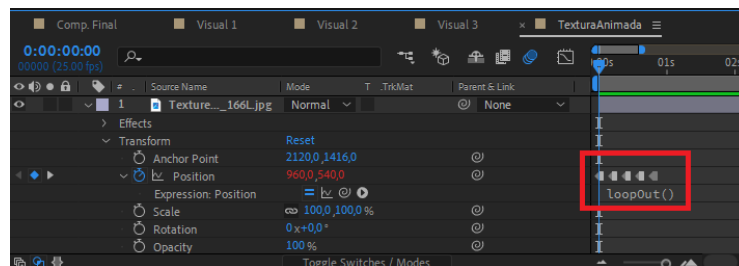 Comp. Final Visual 1 Visual 2 Visual 3 × TexturaAnimada
0:00:00:00
00000 (25.00 fps)
00s 01s 02s
# Source Name Mode T .TrkMat Parent & Link
1 Texture..._166L.jpg Normal None
Effects
Transform Reset
Anchor Point 2120,0,1416,0
Position 960,0,540,0
Expression: Position loopOut()
Scale 100,0,100,0 %
Rotation 0x+0,0°
Opacity 100 %
Toggle Switches / Modes